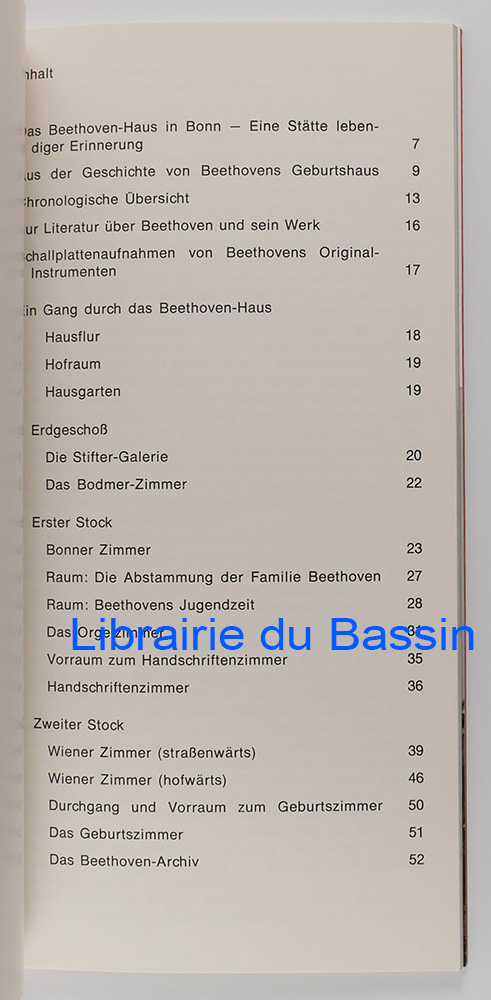 nhalt
as Beethoven-Haus in Bonn — Eine Stätte leben-
diger Erinnerung 7
us der Geschichte von Beethovens Geburtshaus 9
hronologische Übersicht 13
ur Literatur über Beethoven und sein Werk 16
challplattenaufnahmen von Beethovens Original-
Instrumenten 17
in Gang durch das Beethoven-Haus
Hausflur 18
Hofraum 19
Hausgarten 19
Erdgeschoß
Die Stifter-Galerie 20
Das Bodmer-Zimmer 22
Erster Stock
Bonner Zimmer 23
Raum: Die Abstammung der Familie Beethoven 27
Raum: Beethovens Jugendzeit 28
Das Orgelzimmer 31
Librairie du Bassin
Vorraum zum Handschriftenzimmer 35
Handschriftenzimmer 36
Zweiter Stock
Wiener Zimmer (straßenwärts) 39
Wiener Zimmer (hofwärts) 46
Durchgang und Vorraum zum Geburtszimmer 50
Das Geburtszimmer 51
Das Beethoven-Archiv 52